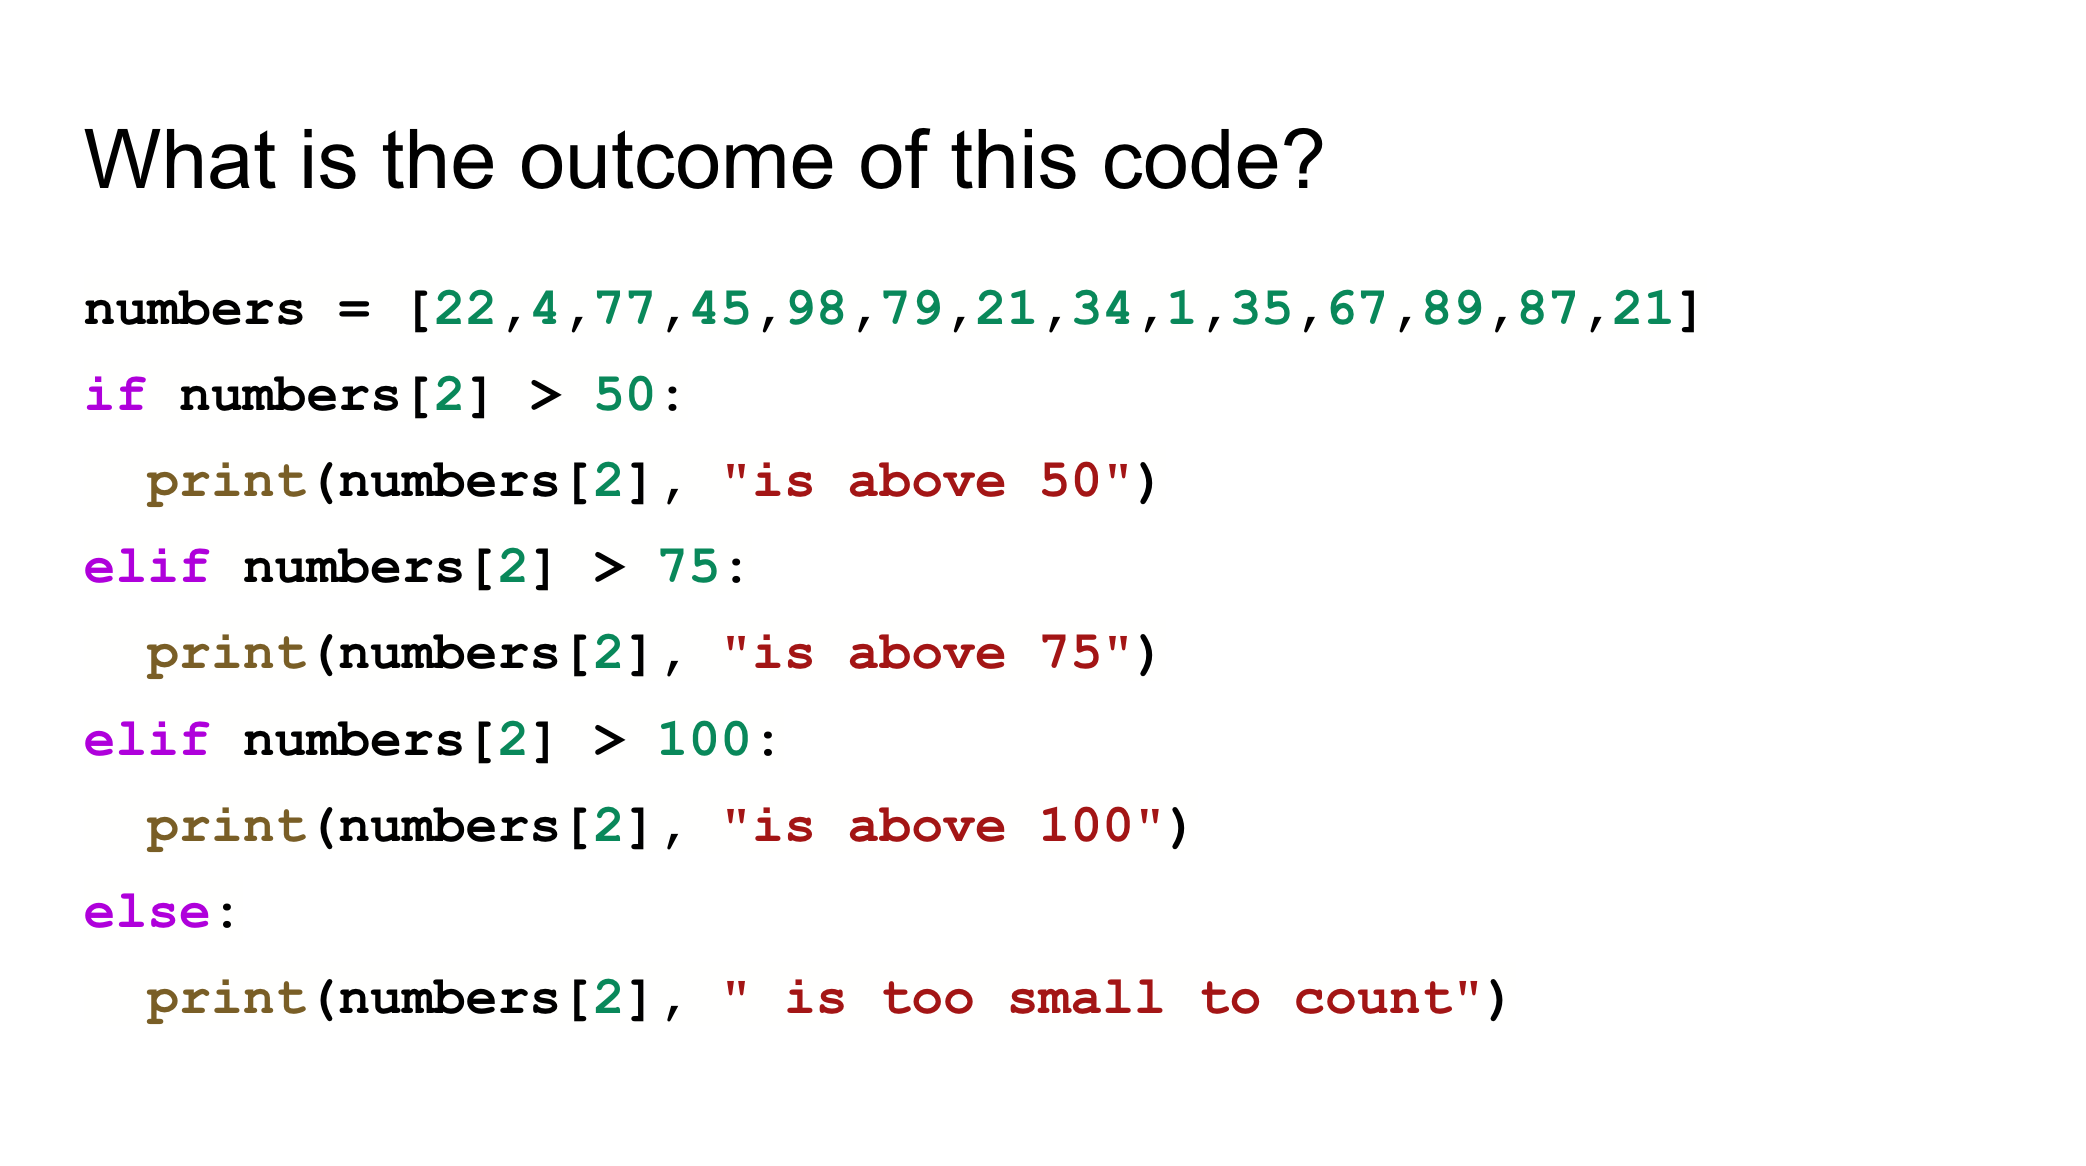 What is the outcome of this code?
numbers = [22,4,77,45,98,79,21,34,1,35,67,89,87,21]
if numbers[2] > 50:
  print(numbers[2], "is above 50")
elif numbers[2] > 75:
  print(numbers[2], "is above 75")
elif numbers[2] > 100:
  print(numbers[2], "is above 100")
else:
  print(numbers[2], " is too small to count")